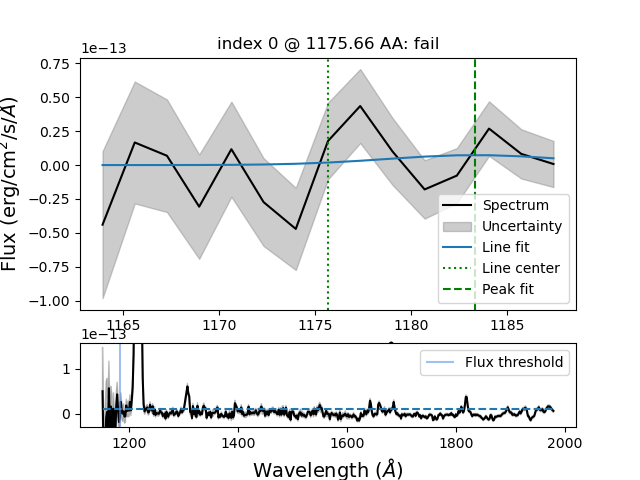 index 0 @ 1175.66 AA: fail
1e−13
0.75
0.50
0.25
0.00
−0.25
−0.50
−0.75
−1.00
Flux (erg/cm²/s/Å)
Spectrum
Uncertainty
Line fit
Line center
Peak fit
1165 1170 1175 1180 1185
1e−13
1
0
Flux threshold
1200 1400 1600 1800 2000
Wavelength (Å)